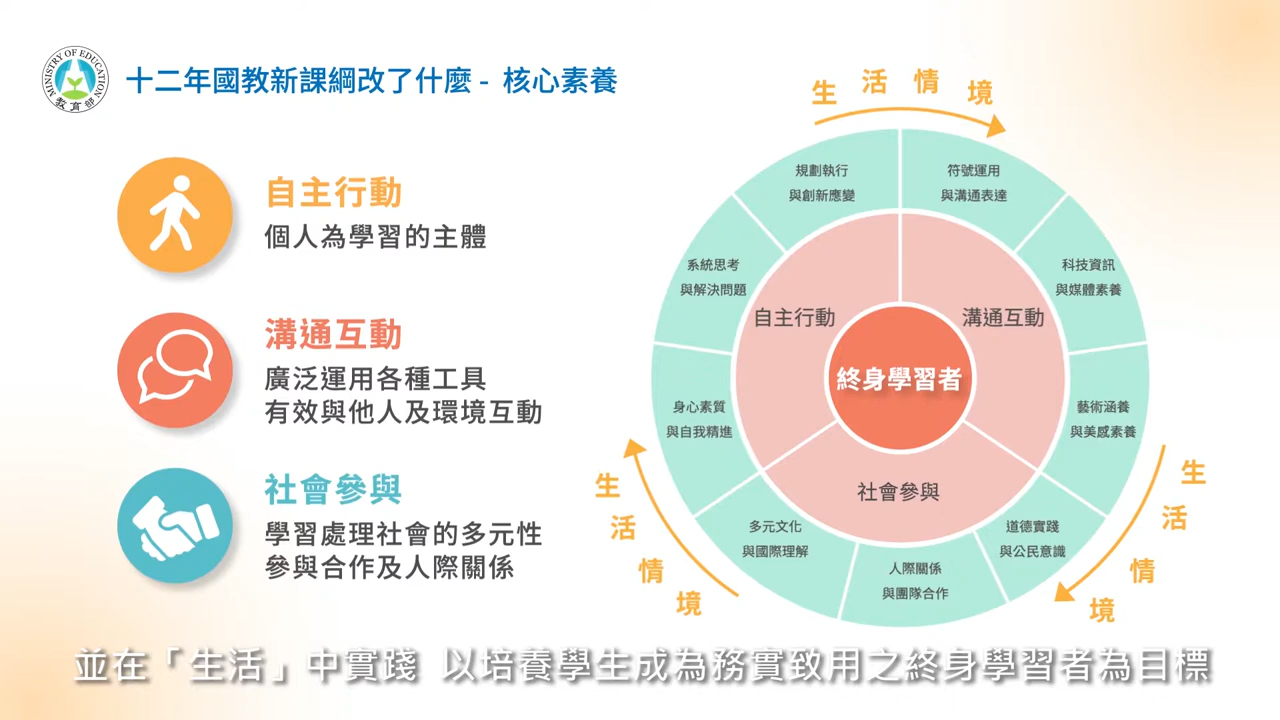 MINISTRY OF EDUCATION
教育部
十二年國教新課綱改了什麼 - 核心素養
自主行動
個人為學習的主體
溝通互動
廣泛運用各種工具
有效與他人及環境互動
社會參與
學習處理社會的多元性
參與合作及人際關係
生活情境
規劃執行
與創新應變
符號運用
與溝通表達
系統思考
與解決問題
科技資訊
與媒體素養
自主行動
溝通互動
終身學習者
身心素質
與自我精進
藝術涵養
與美感素養
社會參與
多元文化
與國際理解
人際關係
與團隊合作
道德實踐
與公民意識
生活情境
生活情境
並在「生活」中實踐 以培養學生成為務實致用之終身學習者為目標